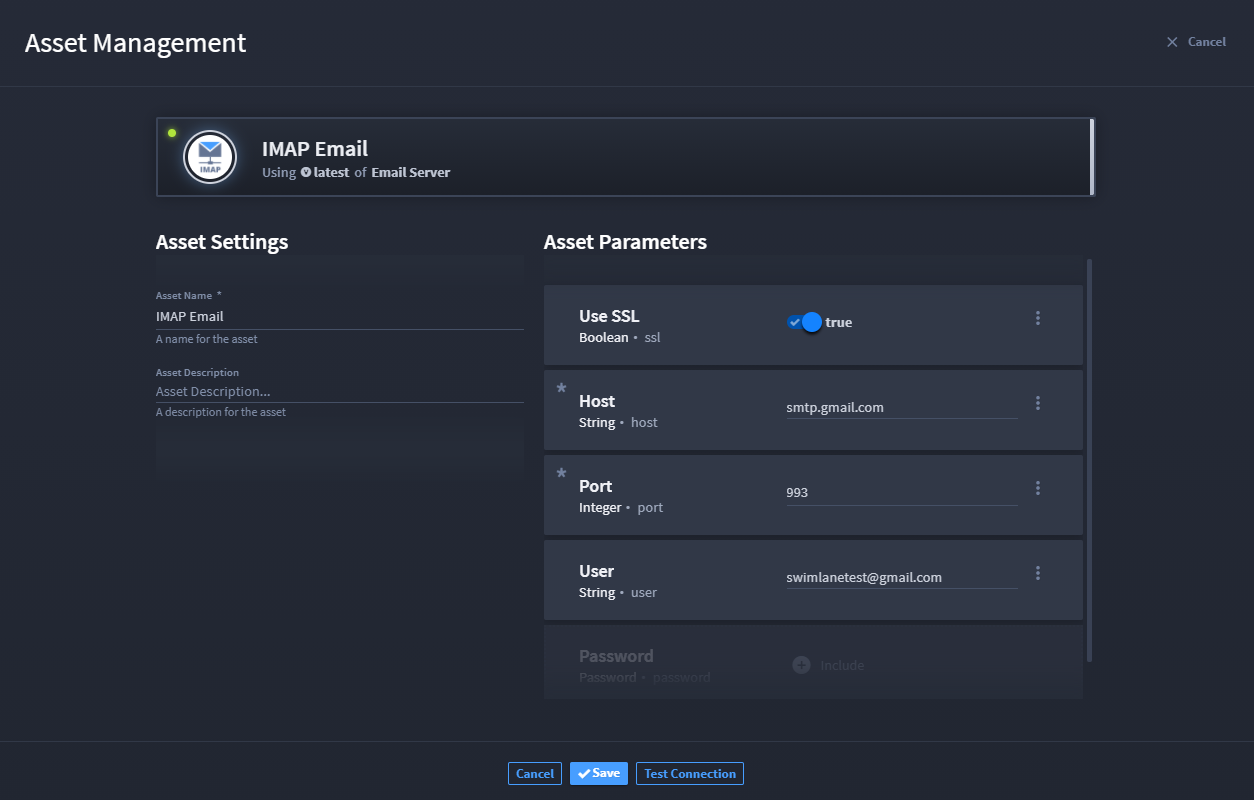 Asset Management
Cancel
IMAP
IMAP Email
Using latest of Email Server
Asset Settings
Asset Name *
IMAP Email
A name for the asset
Asset Description
Asset Description...
A description for the asset
Asset Parameters
Use SSL
Boolean • ssl
true
* Host
String • host
smtp.gmail.com
* Port
Integer • port
993
User
String • user
swimlanetest@gmail.com
Password
Password • password
Include
Cancel
Save
Test Connection